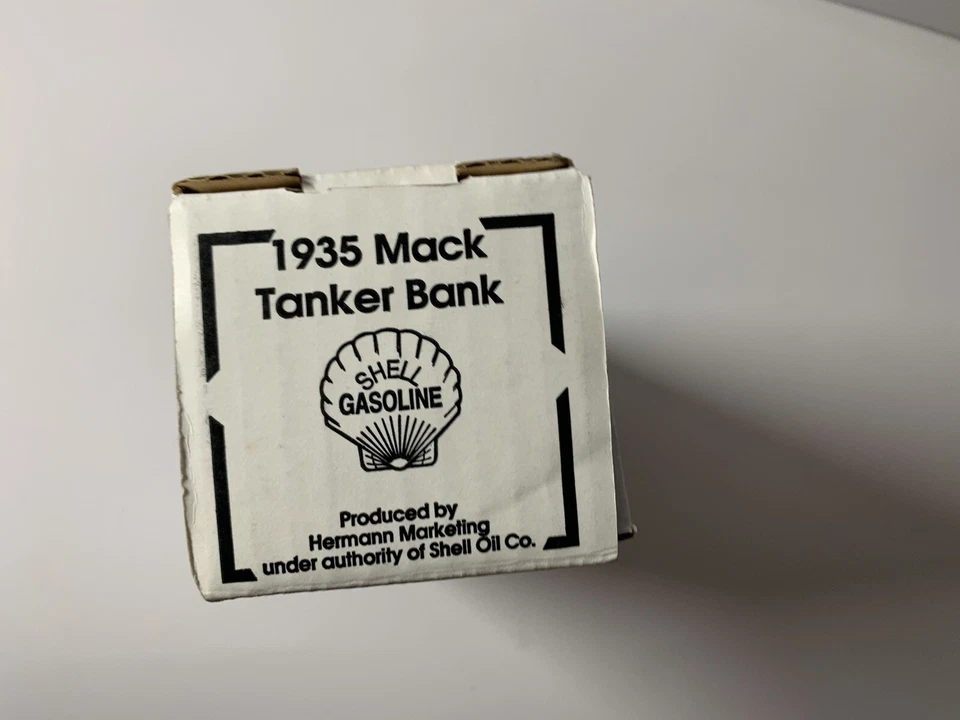 1935 Mack
Tanker Bank
SHELL
GASOLINE
Produced by
Hermann Marketing
under authority of Shell Oil Co.